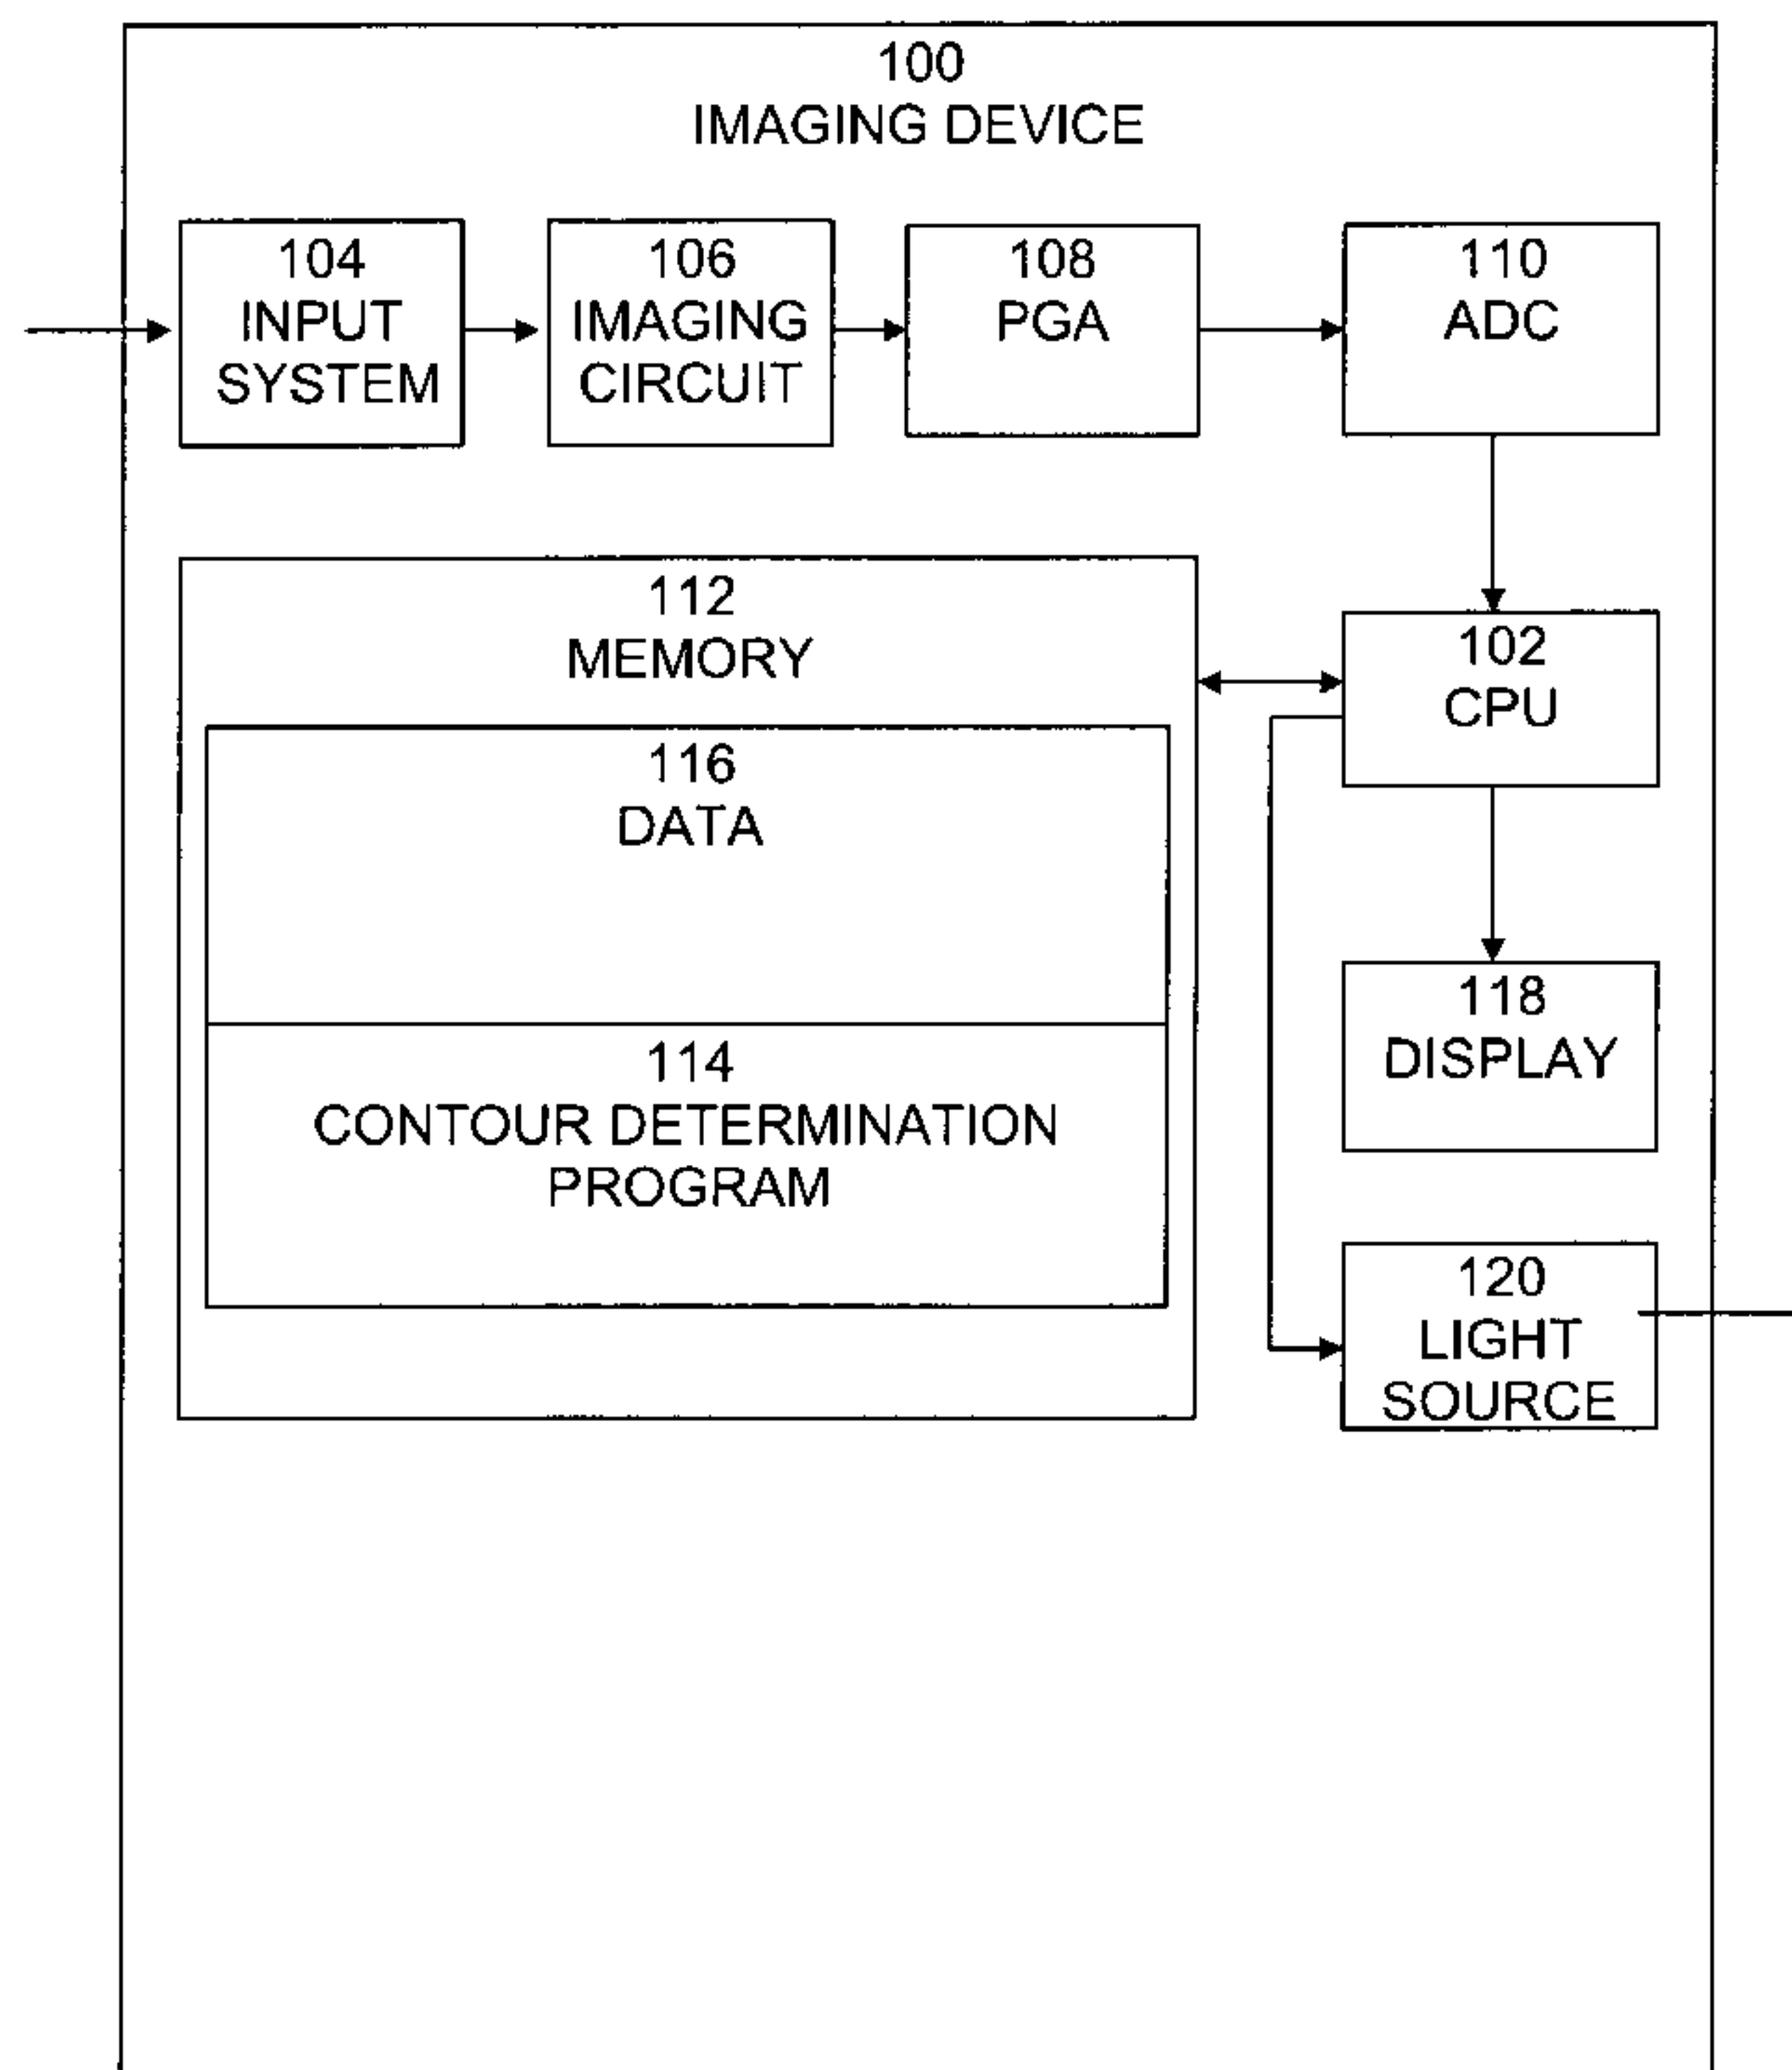 100
IMAGING DEVICE
104
INPUT
SYSTEM
106
IMAGING
CIRCUIT
108
PGA
110
ADC
112
MEMORY
116
DATA
114
CONTOUR DETERMINATION
PROGRAM
102
CPU
118
DISPLAY
120
LIGHT
SOURCE